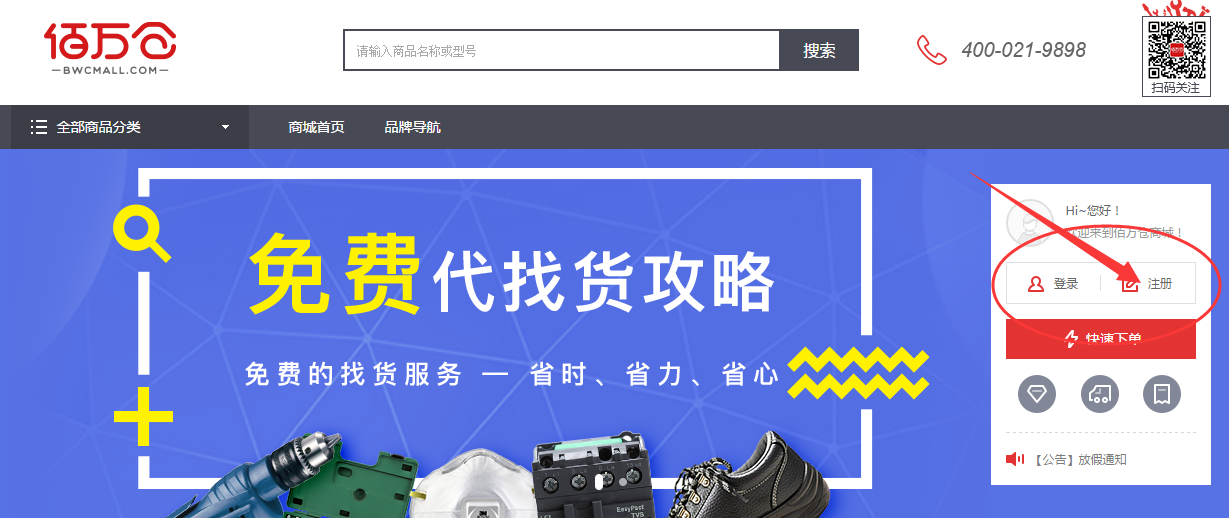 佰万仓
BWCMALL.COM
请输入商品名称或型号
搜索
400-021-9898
扫码关注
全部商品分类
商城首页
品牌导航
Hi~您好！
欢迎来到佰万仓商城！
登录
注册
快速下单
【公告】放假通知
免费代找货攻略
免费的找货服务 — 省时、省力、省心
EasyPact
TVS